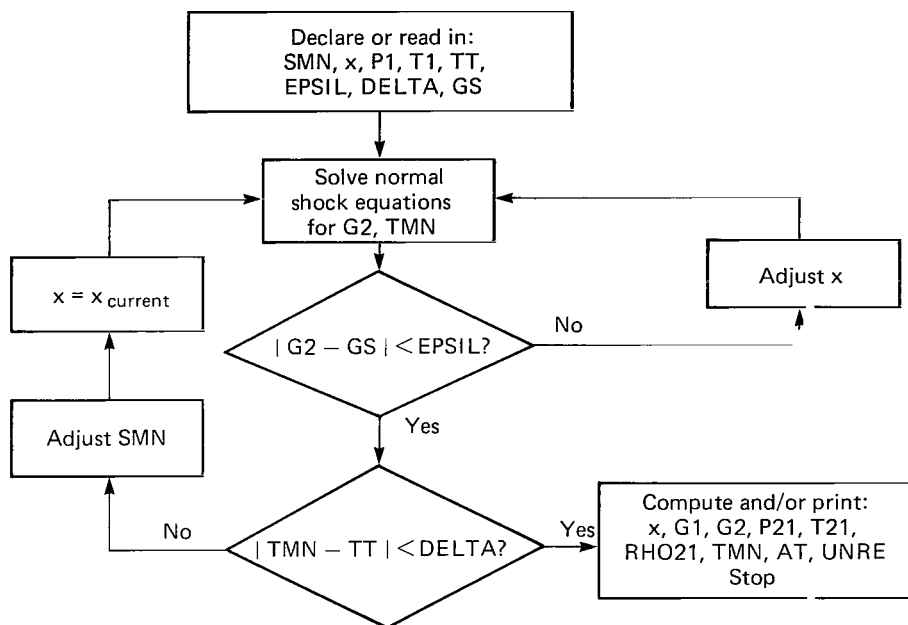 Declare or read in:
SMN, x, P1, T1, TT,
EPSIL, DELTA, GS
Solve normal
shock equations
for G2, TMN
x = x current
Adjust x
| G2 – GS | < EPSIL?
No
Yes
Adjust SMN
| TMN – TT | < DELTA?
No
Yes
Compute and/or print:
x, G1, G2, P21, T21,
RHO21, TMN, AT, UNRE
Stop